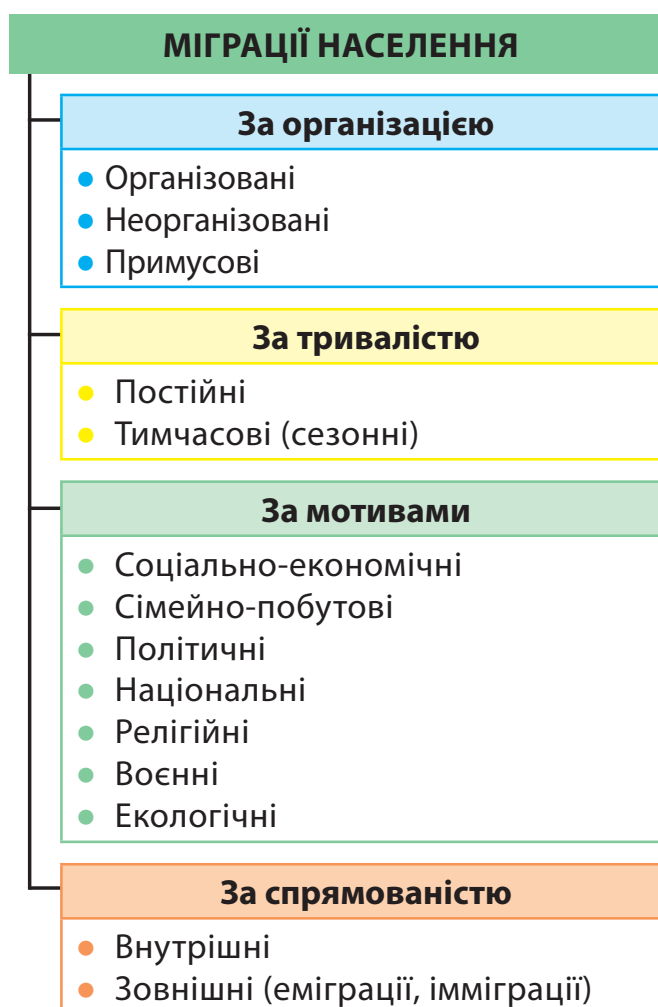 МІГРАЦІЇ НАСЕЛЕННЯ
За організацією
• Організовані
• Неорганізовані
• Примусові
За тривалістю
• Постійні
• Тимчасові (сезонні)
За мотивами
• Соціально-економічні
• Сімейно-побутові
• Політичні
• Національні
• Релігійні
• Воєнні
• Екологічні
За спрямованістю
• Внутрішні
• Зовнішні (еміграції, імміграції)